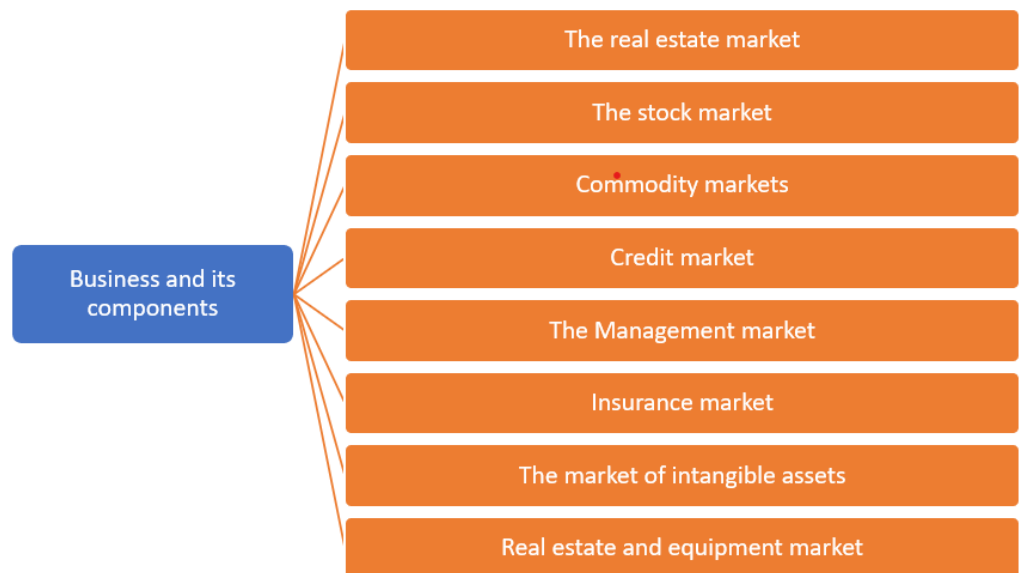 The real estate market
The stock market
Commodity markets
Credit market
Business and its
components
The Management market
Insurance market
The market of intangible assets
Real estate and equipment market